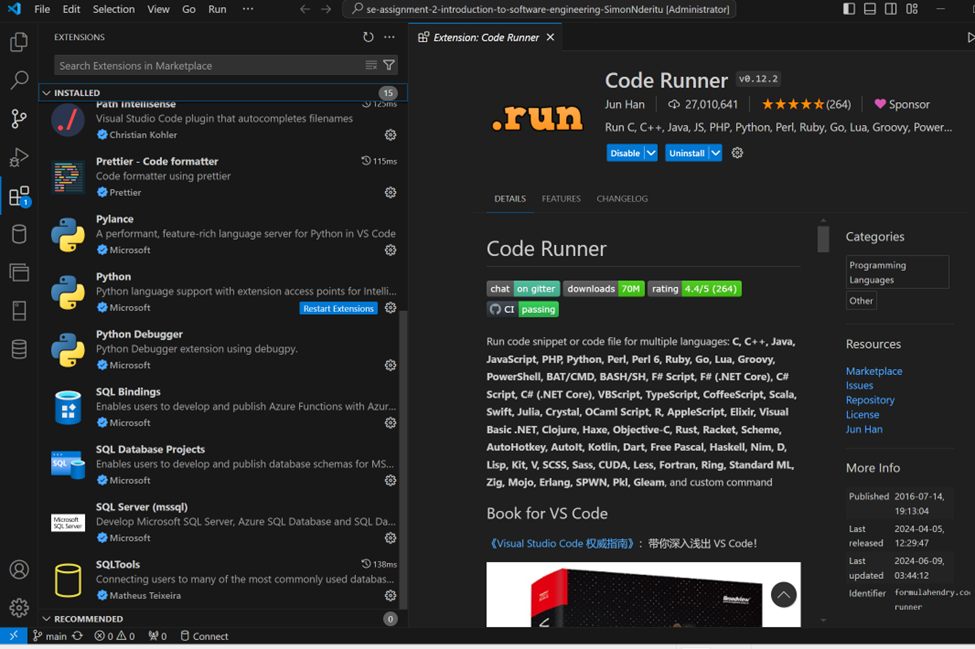 File Edit Selection View Go Run ···
se-assignment-2-introduction-to-software-engineering-SimonNderitu [Administrator]
EXTENSIONS
Search Extensions in Marketplace
INSTALLED 15
Path Intellisense 125ms
Visual Studio Code plugin that autocompletes filenames
Christian Kohler
Prettier - Code formatter 115ms
Code formatter using prettier
Prettier
Pylance
A performant, feature-rich language server for Python in VS Code
Microsoft
Python
Python language support with extension access points for Intelli...
Microsoft Restart Extensions
Python Debugger
Python Debugger extension using debugpy.
Microsoft
SQL Bindings
Enables users to develop and publish Azure Functions with Azur...
Microsoft
SQL Database Projects
Enables users to develop and publish database schemas for MS...
Microsoft
SQL
SQL Server (mssql)
Develop Microsoft SQL Server, Azure SQL Database and SQL Da...
Microsoft
Microsoft
SQL Server
SQLTools 138ms
Connecting users to many of the most commonly used databas...
Matheus Teixeira
RECOMMENDED 0
1
Extension: Code Runner
.run
Code Runner v0.12.2
Jun Han 27,010,641 (264) Sponsor
Run C, C++, Java, JS, PHP, Python, Perl, Ruby, Go, Lua, Groovy, Power...
Disable Uninstall
DETAILS FEATURES CHANGELOG
Code Runner
chat on gitter downloads 70M rating 4.4/5 (264)
CI passing
Run code snippet or code file for multiple languages: C, C++, Java,
JavaScript, PHP, Python, Perl, Perl 6, Ruby, Go, Lua, Groovy,
PowerShell, BAT/CMD, BASH/SH, F# Script, F# (.NET Core), C#
Script, C# (.NET Core), VBScript, TypeScript, CoffeeScript, Scala,
Swift, Julia, Crystal, OCaml Script, R, AppleScript, Elixir, Visual
Basic .NET, Clojure, Haxe, Objective-C, Rust, Racket, Scheme,
AutoHotkey, AutoIt, Kotlin, Dart, Free Pascal, Haskell, Nim, D,
Lisp, Kit, V, SCSS, Sass, CUDA, Less, Fortran, Ring, Standard ML,
Zig, Mojo, Erlang, SPWN, Pkl, Gleam, and custom command
Book for VS Code
《Visual Studio Code 权威指南》：带你深入浅出 VS Code!
Broadview
Categories
Programming
Languages
Other
Resources
Marketplace
Issues
Repository
License
Jun Han
More Info
Published 2016-07-14,
19:13:04
Last 2024-04-05,
released 12:29:47
Last 2024-06-09,
updated 03:44:12
Identifier formulahendry.co
runner
main 0 0 0 Connect